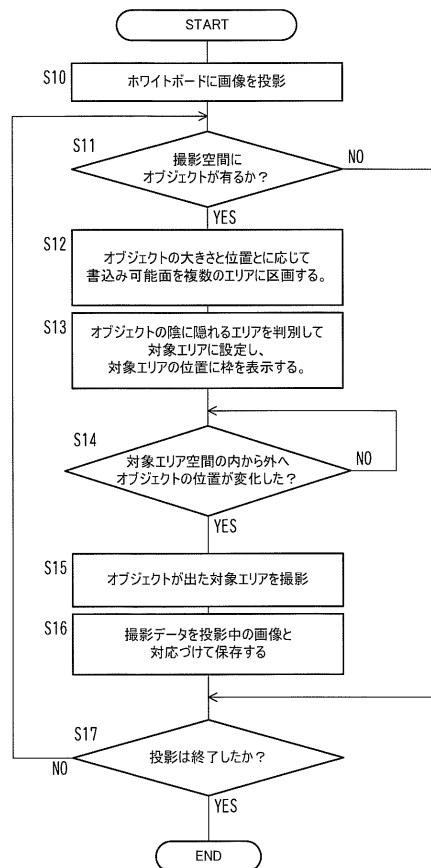 START
S10
ホワイトボードに画像を投影
S11
撮影空間に
オブジェクトが有るか？
NO
YES
S12
オブジェクトの大きさと位置とに応じて
書込み可能面を複数のエリアに区画する。
S13
オブジェクトの陰に隠れるエリアを判別して
対象エリアに設定し、
対象エリアの位置に枠を表示する。
S14
対象エリア空間の内から外へ
オブジェクトの位置が変化した？
NO
YES
S15
オブジェクトが出た対象エリアを撮影
S16
撮影データを投影中の画像と
対応づけて保存する
S17
投影は終了したか？
NO
YES
END